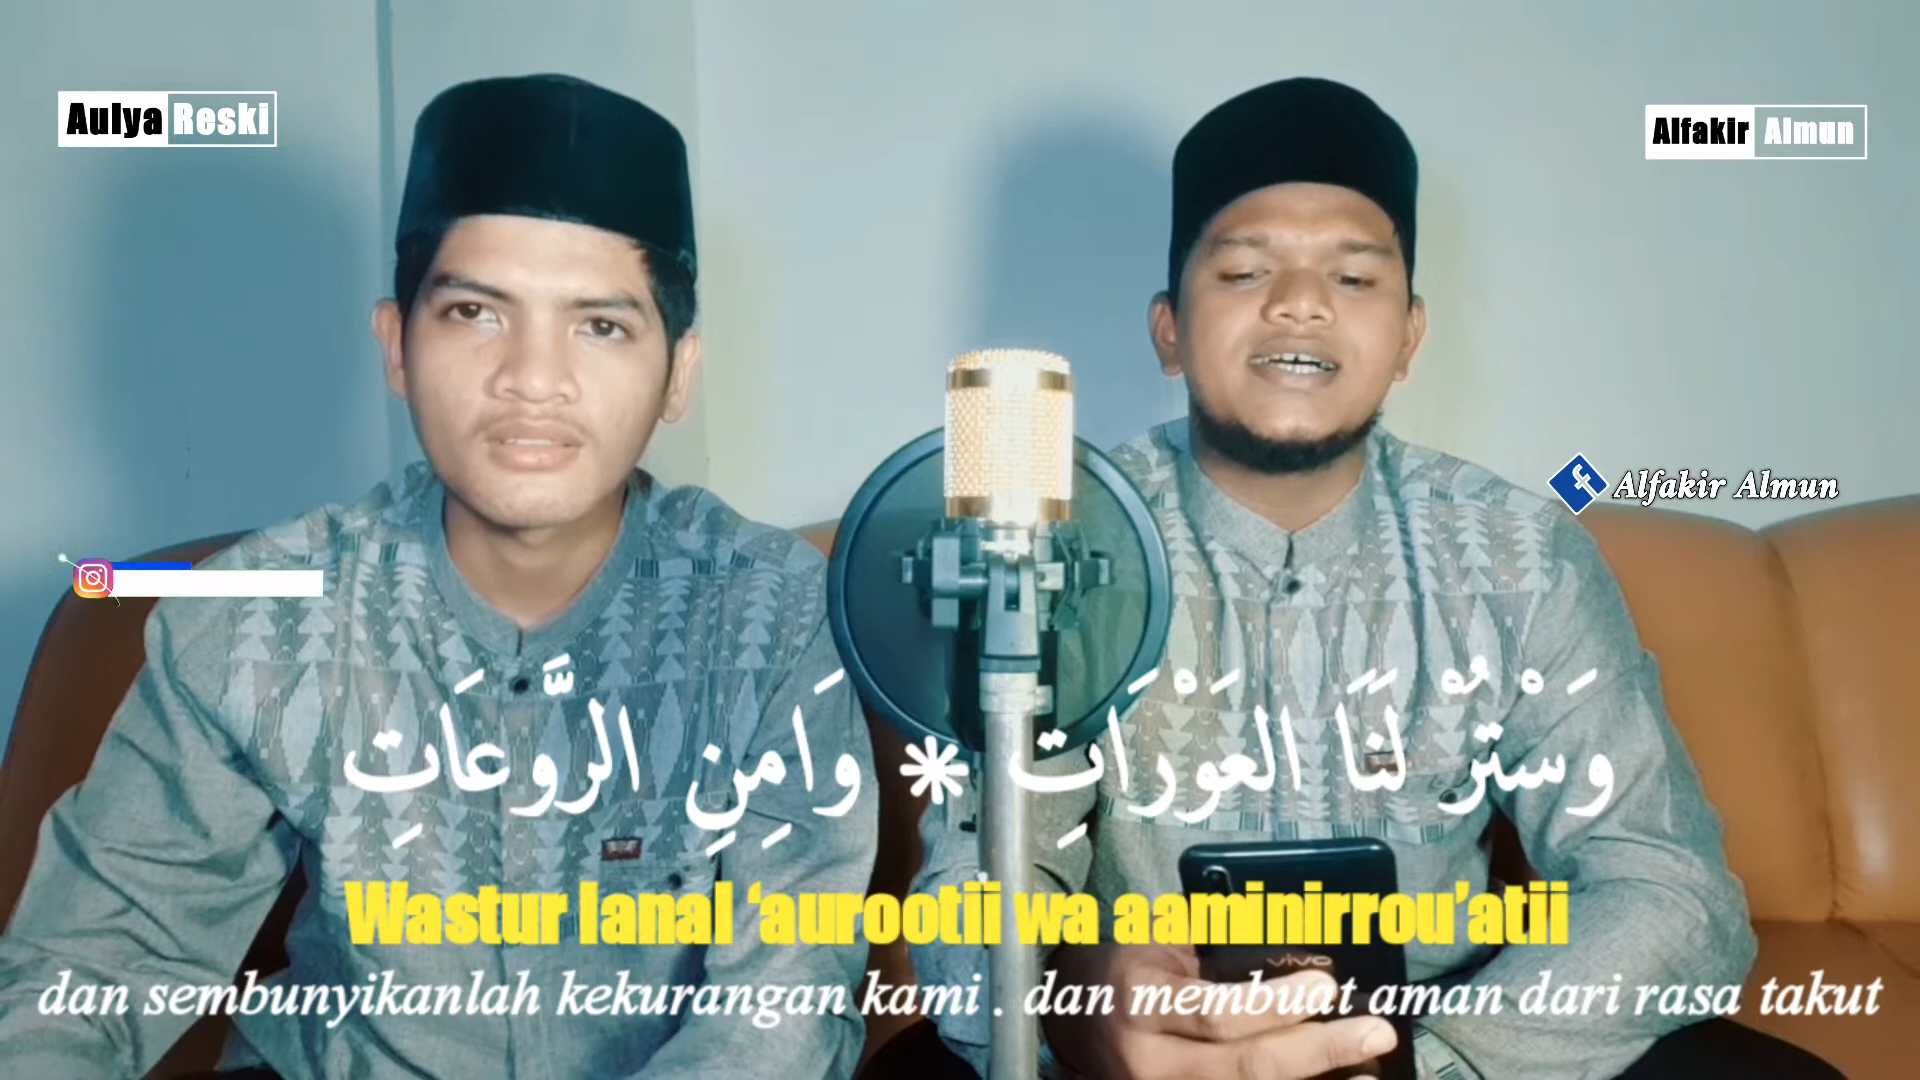 Aulya Reski
Alfakir Almun
Alfakir Almun
وَسْتُرْ لَنَا العَوْرَاتِ * وَامِنِ الرَّوْعَاتِ
Wastur lanal ‘aurootii wa aaminirrou’atii
vivo
dan sembunyikanlah kekurangan kami . dan membuat aman dari rasa takut